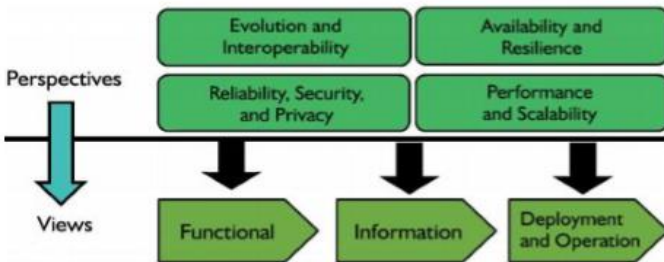 Evolution and
Interoperability
Availability and
Resilience
Perspectives
Reliability, Security,
and Privacy
Performance
and Scalability
Views
Functional
Information
Deployment
and Operation